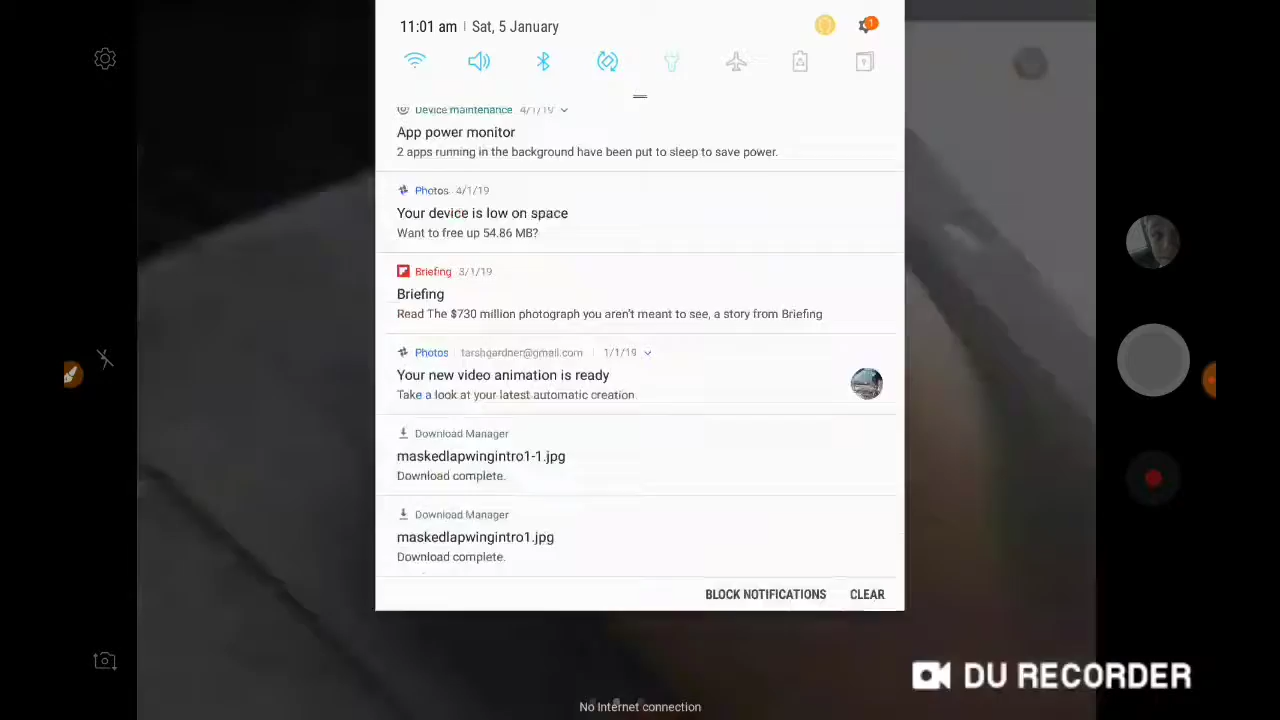 11:01 am | Sat, 5 January
1
Device maintenance 4/1/19
App power monitor
2 apps running in the background have been put to sleep to save power.
Photos 4/1/19
Your device is low on space
Want to free up 54.86 MB?
Briefing 3/1/19
Briefing
Read The $730 million photograph you aren't meant to see, a story from Briefing
Photos | tarshgardner@gmail.com | 1/1/19
Your new video animation is ready
Take a look at your latest automatic creation.
Download Manager
maskedlapwingintro1-1.jpg
Download complete.
Download Manager
maskedlapwingintro1.jpg
Download complete.
BLOCK NOTIFICATIONS CLEAR
DU RECORDER
No Internet connection